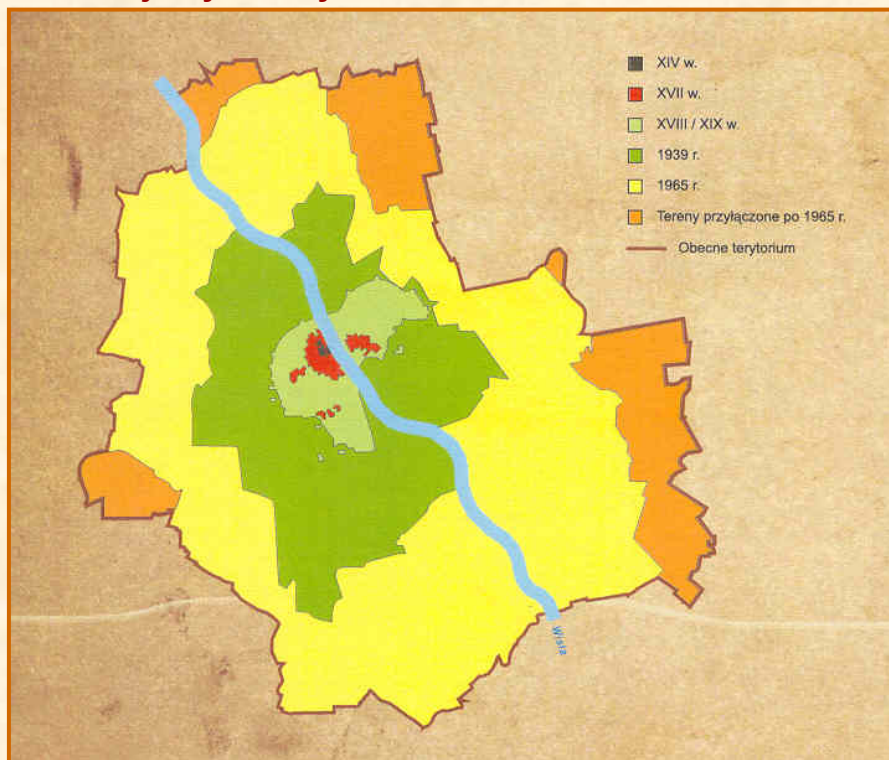 XIV w.
XVII w.
XVIII / XIX w.
1939 r.
1965 r.
Tereny przyłączone po 1965 r.
Obecne terytorium
Wisła